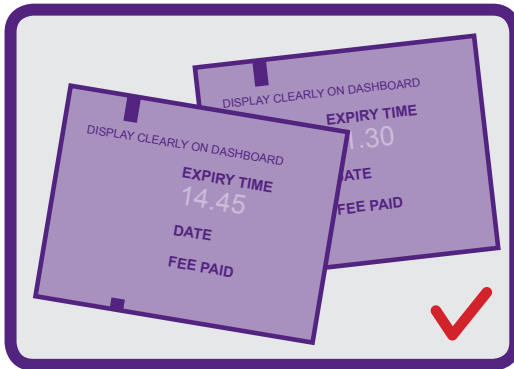 DISPLAY CLEARLY ON DASHBOARD
EXPIRY TIME
14.45
DATE
FEE PAID
DISPLAY CLEARLY ON DASHBOARD
EXPIRY TIME
.30
FEE PAID